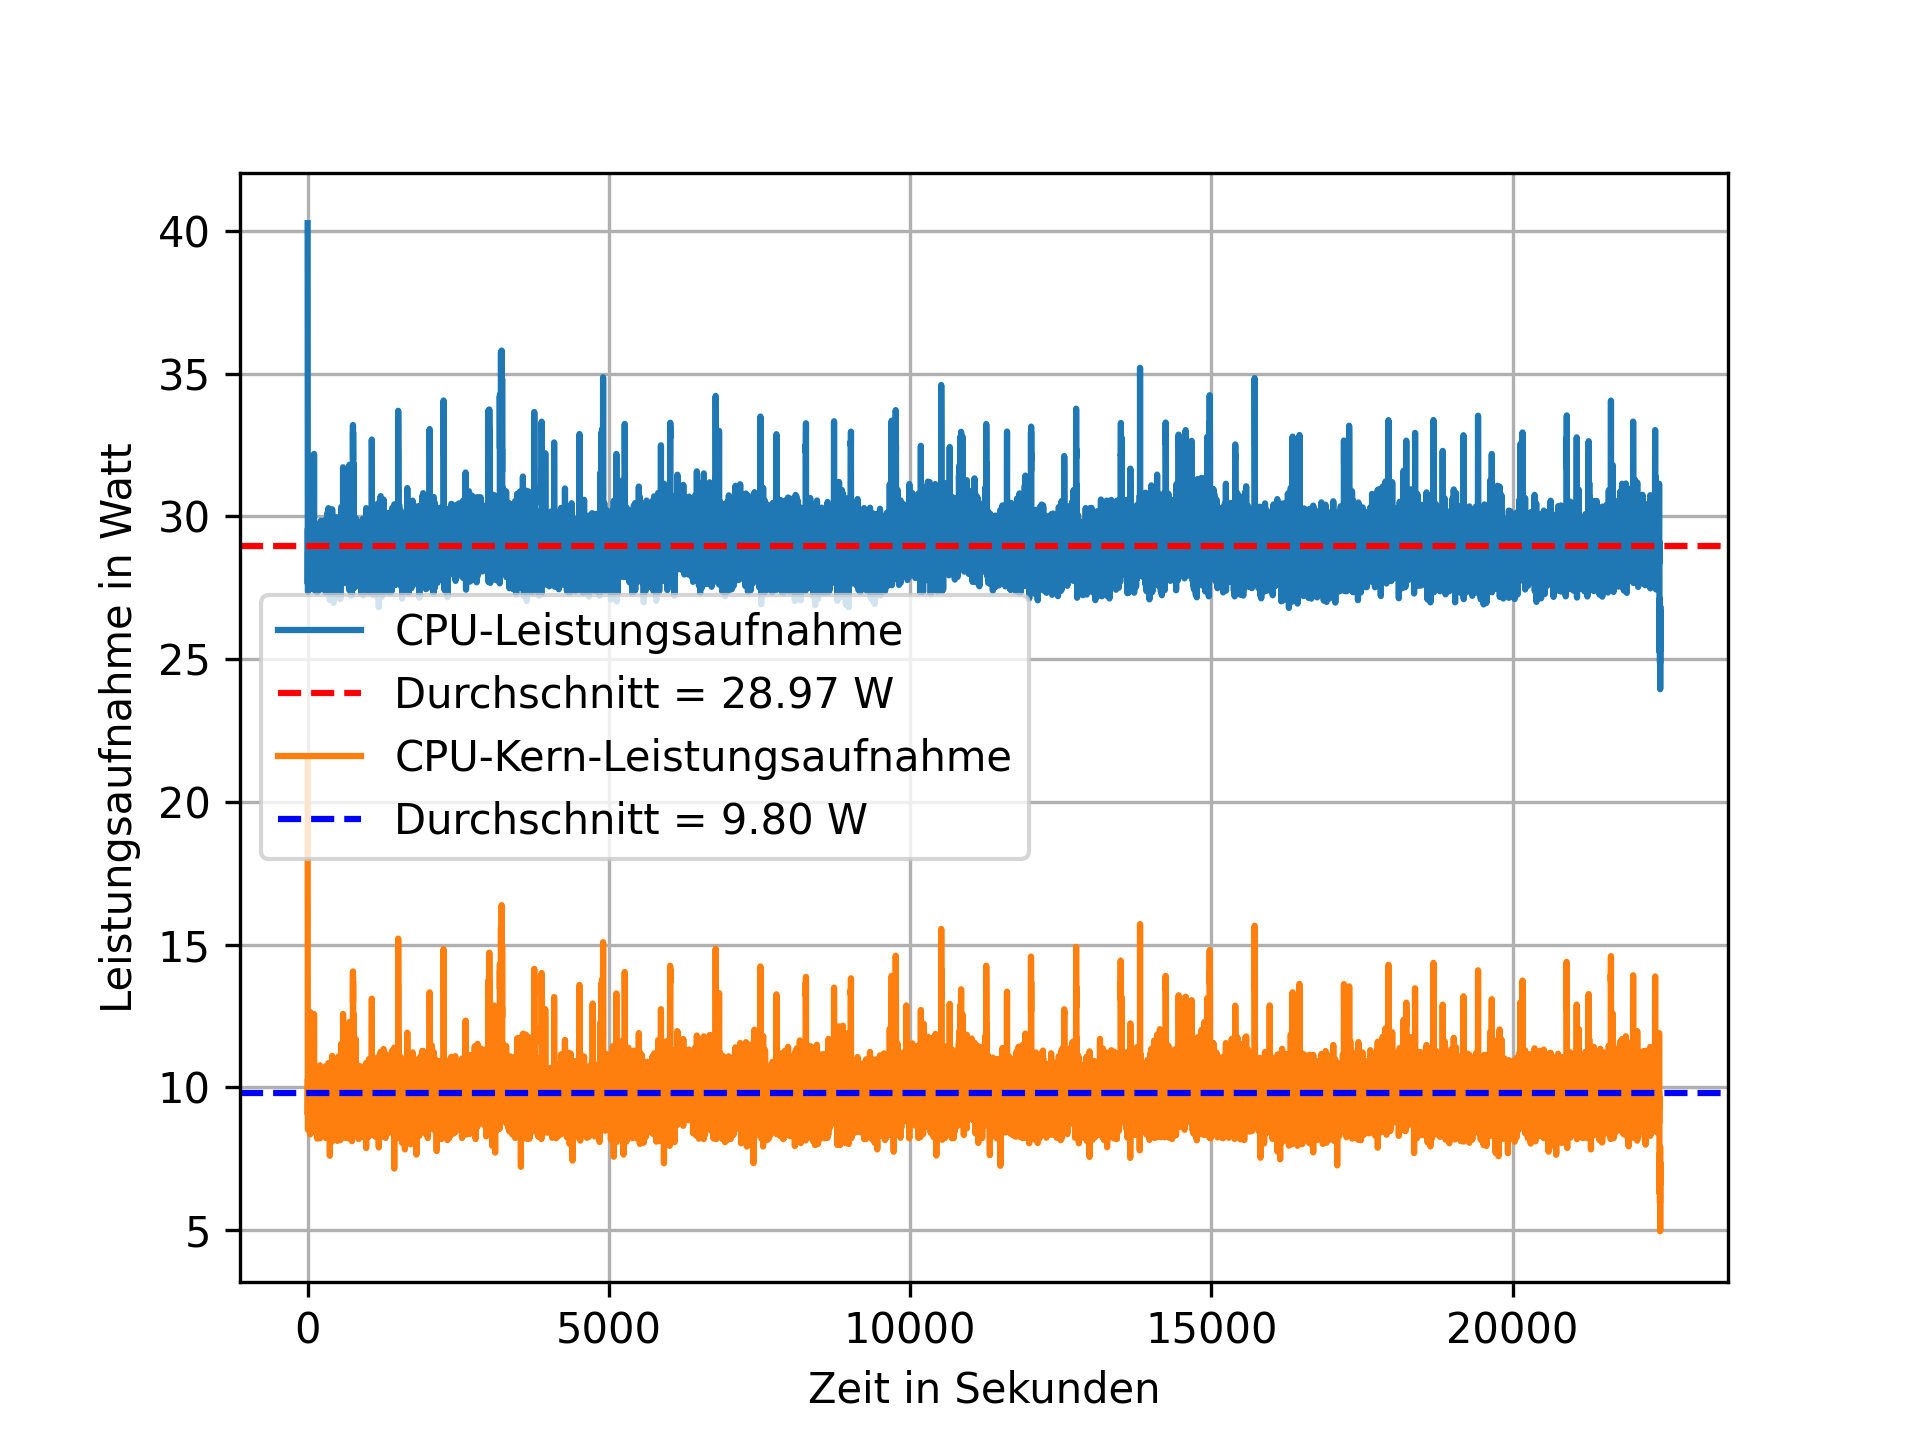 40
35
30
25
20
15
10
5
Leistungsaufnahme in Watt
CPU-Leistungsaufnahme
Durchschnitt = 28.97 W
CPU-Kern-Leistungsaufnahme
Durchschnitt = 9.80 W
0 5000 10000 15000 20000
Zeit in Sekunden